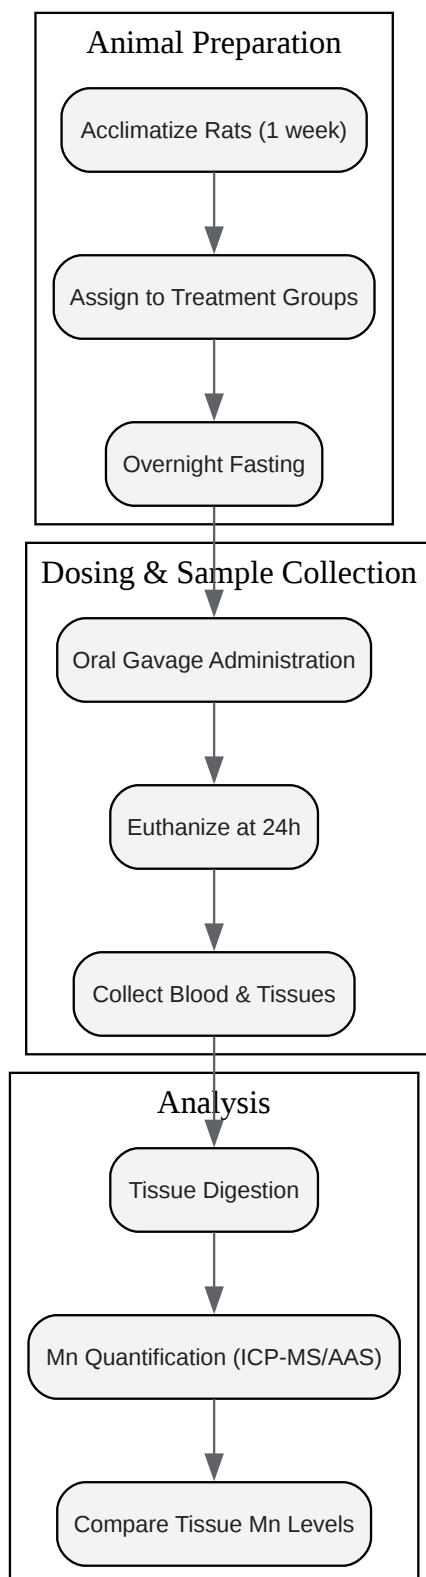 Animal Preparation
Acclimatize Rats (1 week)
Assign to Treatment Groups
Overnight Fasting
Dosing & Sample Collection
Oral Gavage Administration
Euthanize at 24h
Collect Blood & Tissues
Analysis
Tissue Digestion
Mn Quantification (ICP-MS/AAS)
Compare Tissue Mn Levels